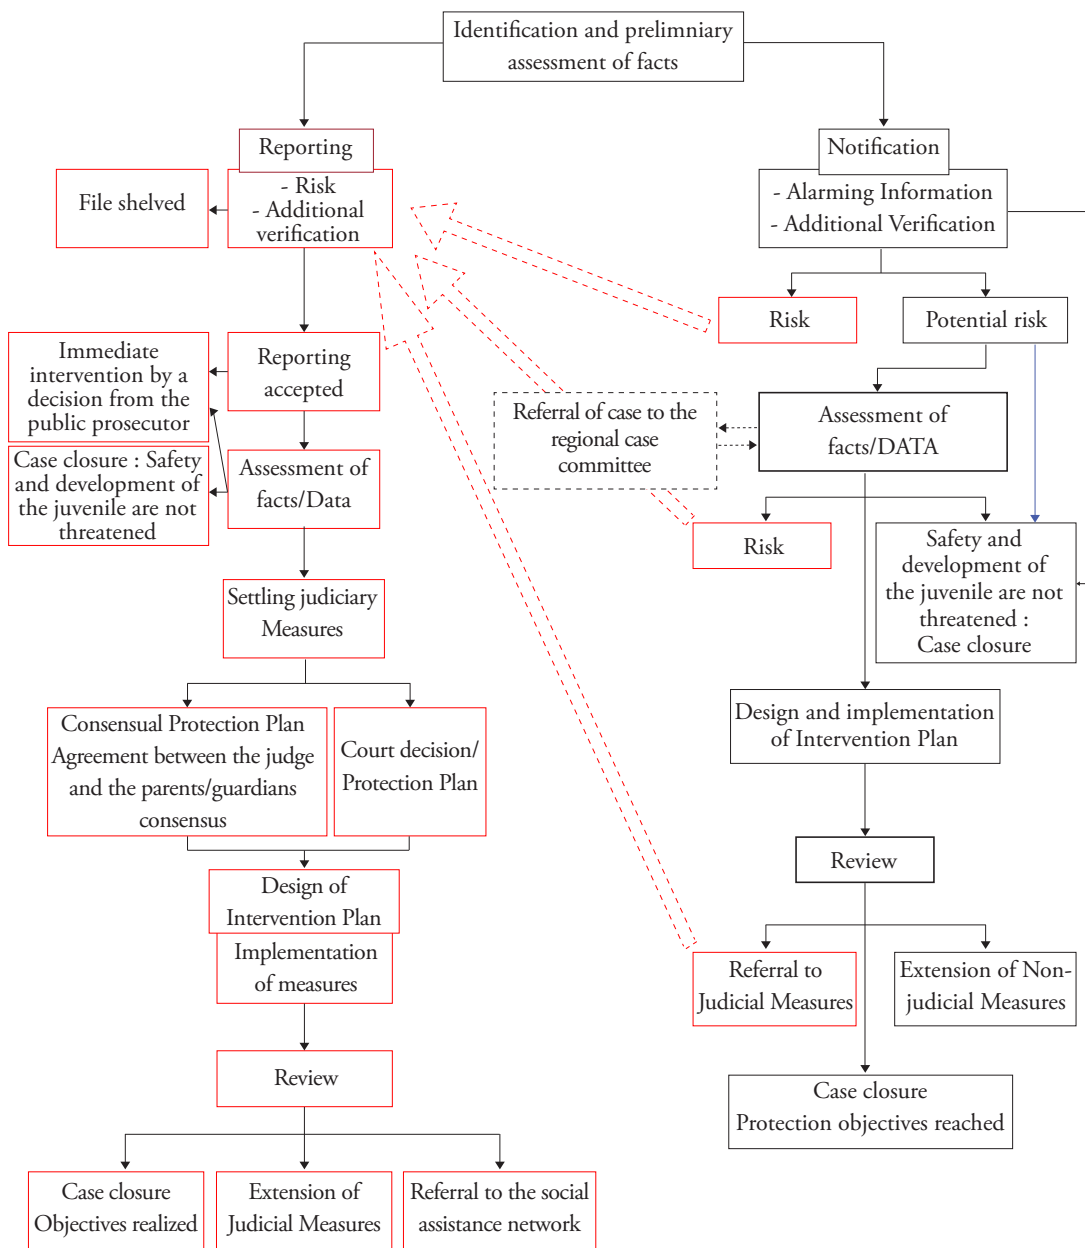 Identification and prelimniary
assessment of facts
Reporting
- Risk
- Additional
verification
File shelved
Notification
- Alarming Information
- Additional Verification
Risk
Potential risk
Immediate
intervention by a
decision from the
public prosecutor
Reporting
accepted
Referral of case to the
regional case
committee
Assessment of
facts/DATA
Case closure : Safety
and development of
the juvenile are not
threatened
Assessment of
facts/Data
Risk
Safety and
development of
the juvenile are not
threatened :
Case closure
Settling judiciary
Measures
Consensual Protection Plan
Agreement between the judge
and the parents/guardians
consensus
Court decision/
Protection Plan
Design and implementation
of Intervention Plan
Review
Design of
Intervention Plan
Implementation
of measures
Referral to
Judicial Measures
Extension of Non-
judicial Measures
Review
Case closure
Protection objectives reached
Case closure
Objectives realized
Extension of
Judicial Measures
Referral to the social
assistance network